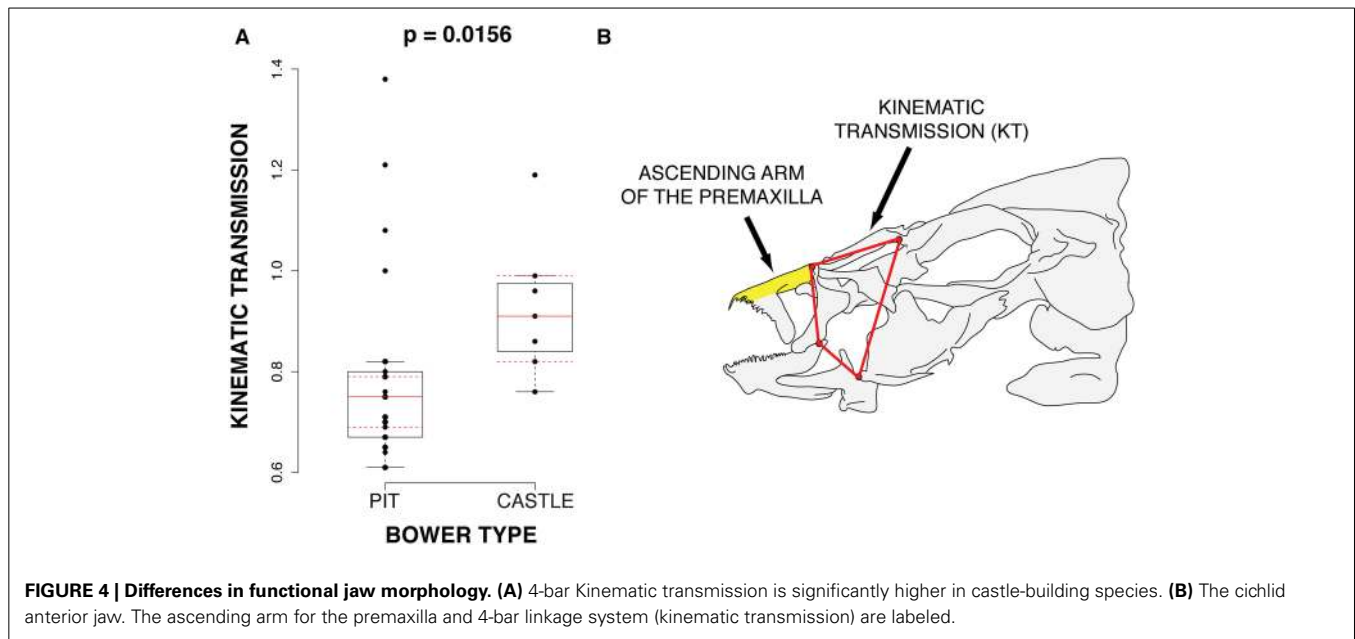 A
p = 0.0156
B
KINEMATIC TRANSMISSION
1.4
1.2
1.0
0.8
0.6
PIT
CASTLE
BOWER TYPE
KINEMATIC
TRANSMISSION (KT)
ASCENDING ARM
OF THE PREMAXILLA
FIGURE 4 | Differences in functional jaw morphology. (A) 4-bar Kinematic transmission is significantly higher in castle-building species. (B) The cichlid
anterior jaw. The ascending arm for the premaxilla and 4-bar linkage system (kinematic transmission) are labeled.